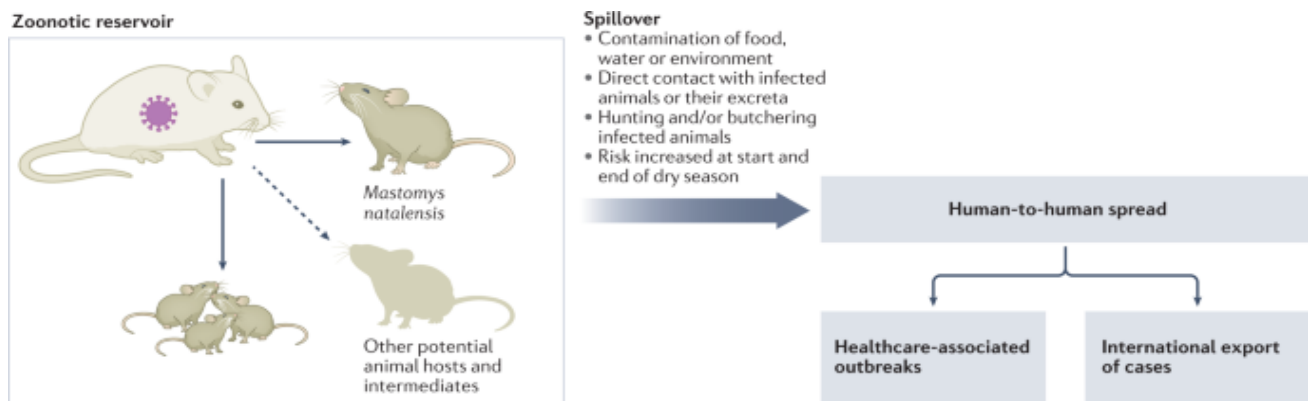 Zoonotic reservoir
Mastomys
natalensis
Other potential
animal hosts and
intermediates
Spillover
• Contamination of food,
water or environment
• Direct contact with infected
animals or their excreta
• Hunting and/or butchering
infected animals
• Risk increased at start and
end of dry season
Human-to-human spread
Healthcare-associated
outbreaks
International export
of cases